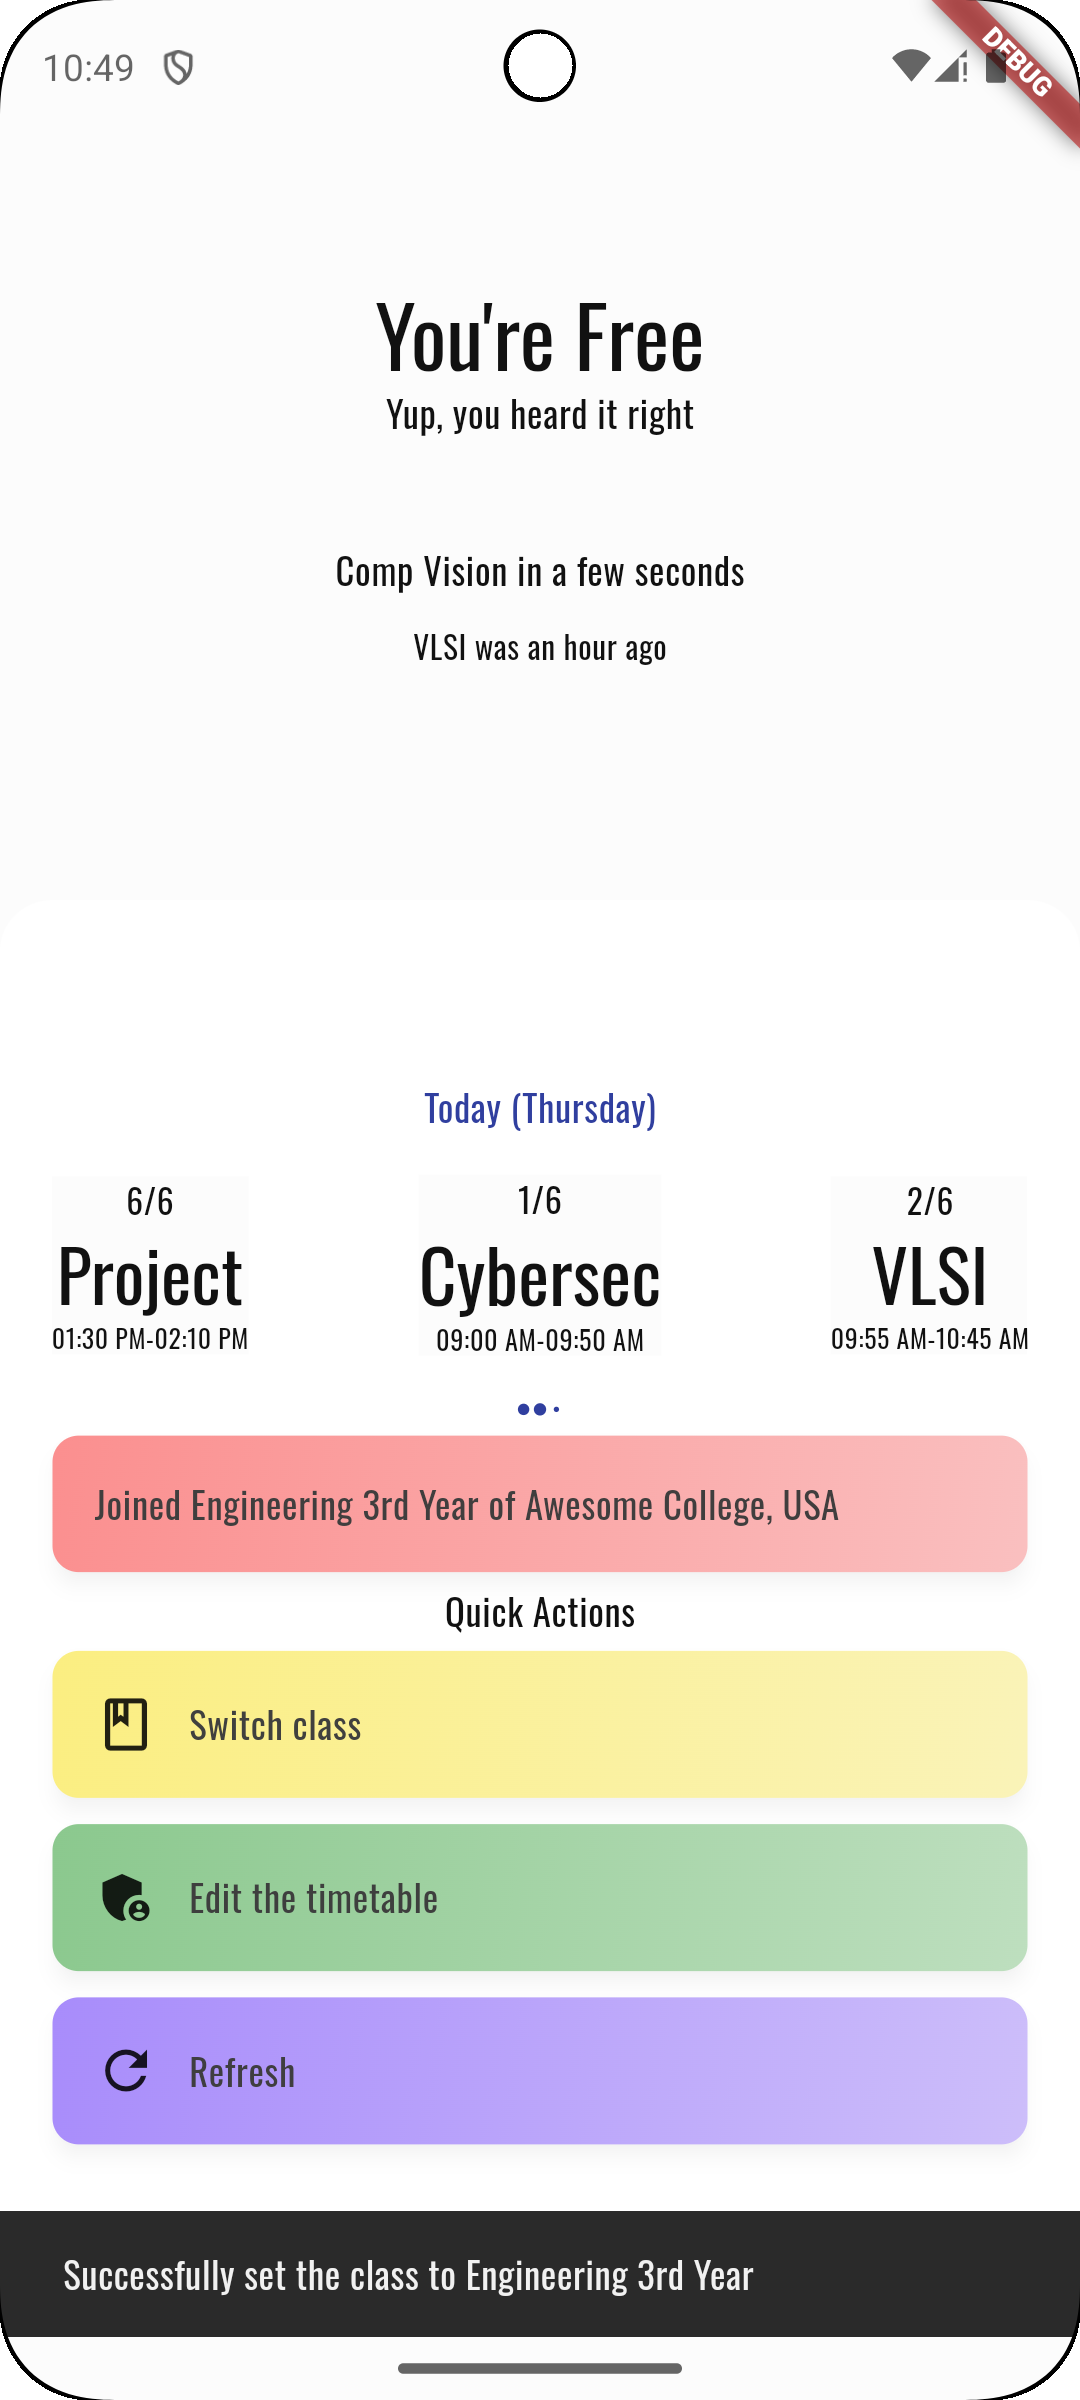 10:49
DEBUG
You're Free
Yup, you heard it right
Comp Vision in a few seconds
VLSI was an hour ago
Today (Thursday)
6/6
Project
01:30 PM-02:10 PM
1/6
Cybersec
09:00 AM-09:50 AM
2/6
VLSI
09:55 AM-10:45 AM
Joined Engineering 3rd Year of Awesome College, USA
Quick Actions
Switch class
Edit the timetable
Refresh
Successfully set the class to Engineering 3rd Year